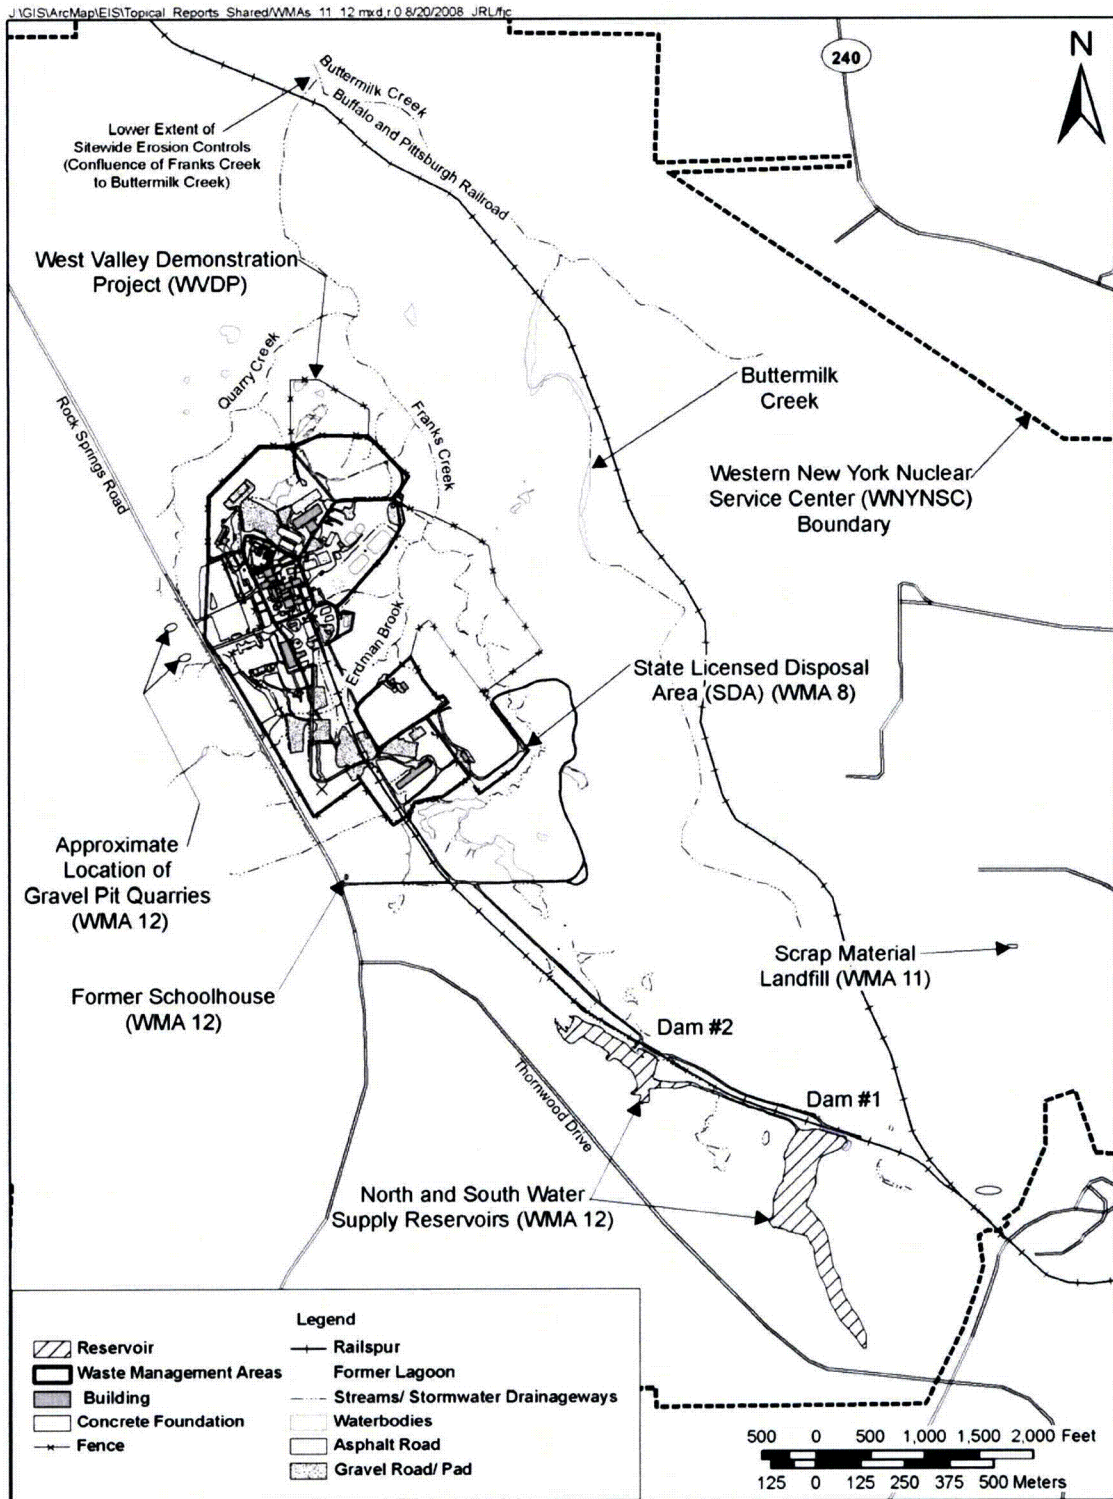 J:\GIS\ArcMap\EIS\Topical Reports Shared\WMAs 11 12 mxd,r.0 8/20/2008 JRL/fjc
240
N
Buttermilk Creek
Buffalo and Pittsburgh Railroad
Lower Extent of
Sitewide Erosion Controls
(Confluence of Franks Creek
to Buttermilk Creek)
West Valley Demonstration
Project (WVDP)
Quarry Creek
Franks Creek
Rock Springs Road
Buttermilk
Creek
Western New York Nuclear
Service Center (WNYNSC)
Boundary
Erdman Brook
State Licensed Disposal
Area (SDA) (WMA 8)
Approximate
Location of
Gravel Pit Quarries
(WMA 12)
Scrap Material
Landfill (WMA 11)
Former Schoolhouse
(WMA 12)
Dam #2
Thornwood Drive
Dam #1
North and South Water
Supply Reservoirs (WMA 12)
Legend
Reservoir
Waste Management Areas
Building
Concrete Foundation
Fence
Railspur
Former Lagoon
Streams/ Stormwater Drainageways
Waterbodies
Asphalt Road
Gravel Road/ Pad
500 0 500 1,000 1,500 2,000 Feet
125 0 125 250 375 500 Meters